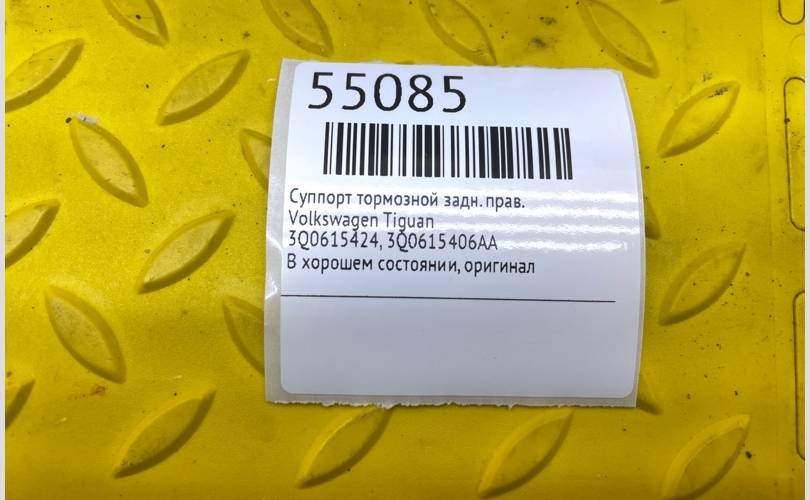 55085
Суппорт тормозной задн. прав.
Volkswagen Tiguan
3Q0615424, 3Q0615406AA
В хорошем состоянии, оригинал